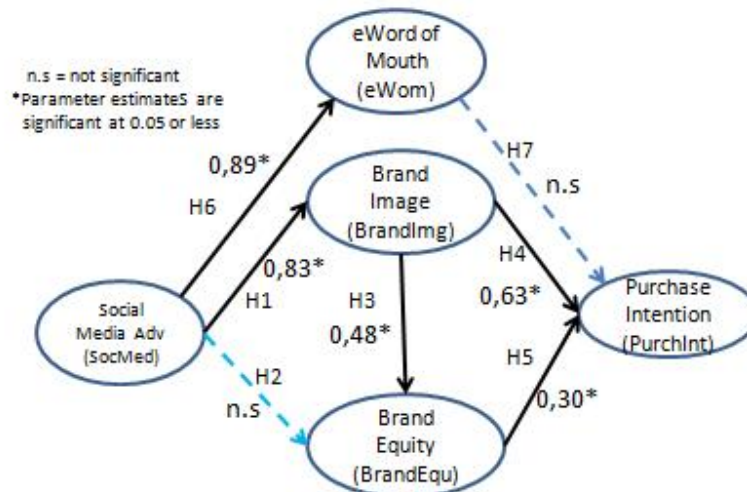 eWord of
Mouth
(eWom)
n.s = not significant
*Parameter estimateS are
significant at 0.05 or less
H7
n.s
0,89*
H6
Brand
Image
(BrandImg)
0,83*
H1
H3
0,48*
H4
0,63*
Purchase
Intention
(PurchInt)
Social
Media Adv
(SocMed)
H2
n.s
H5
0,30*
Brand
Equity
(BrandEqu)